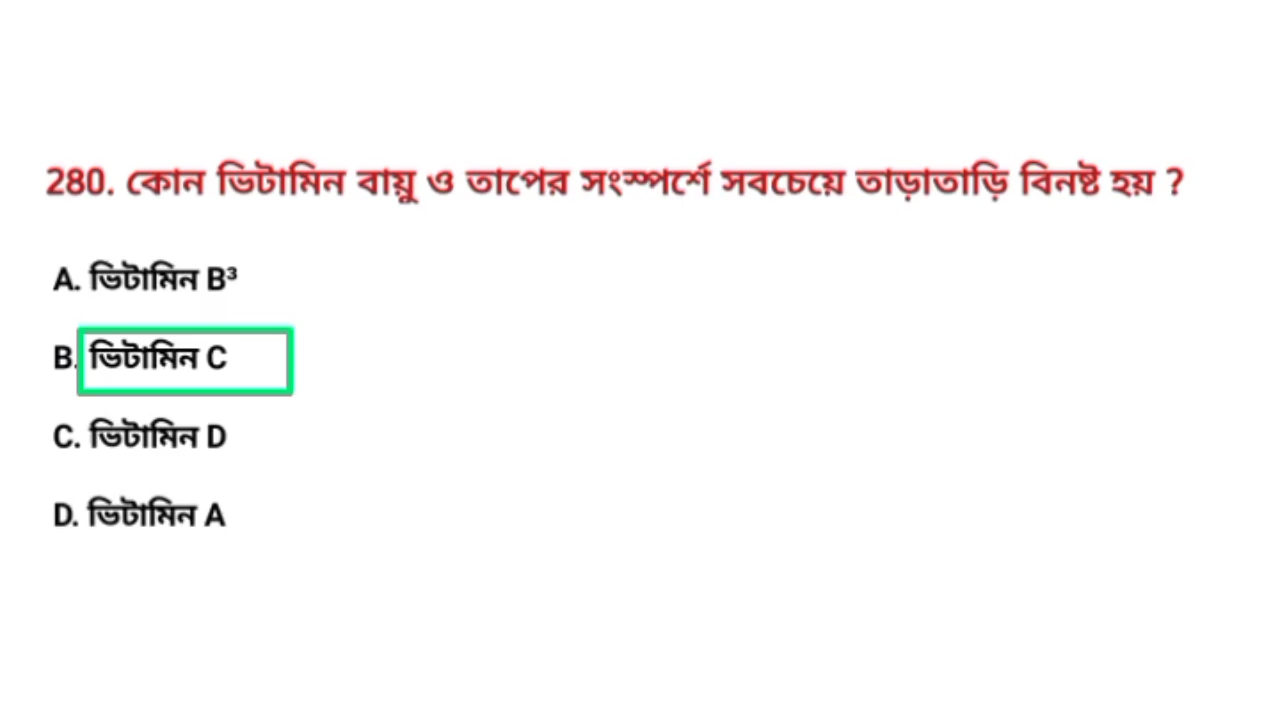 280. কোন ভিটামিন বায়ু ও তাপের সংস্পর্শে সবচেয়ে তাড়াতাড়ি বিনষ্ট হয় ?
A. ভিটামিন B³
B. ভিটামিন C
C. ভিটামিন D
D. ভিটামিন A